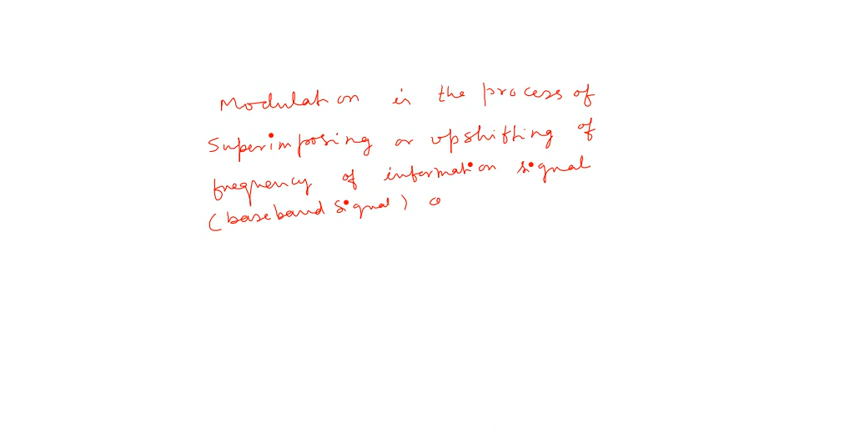 Modulation is the process of
superimposing or upshifting of
frequency of information signal
(baseband signal)